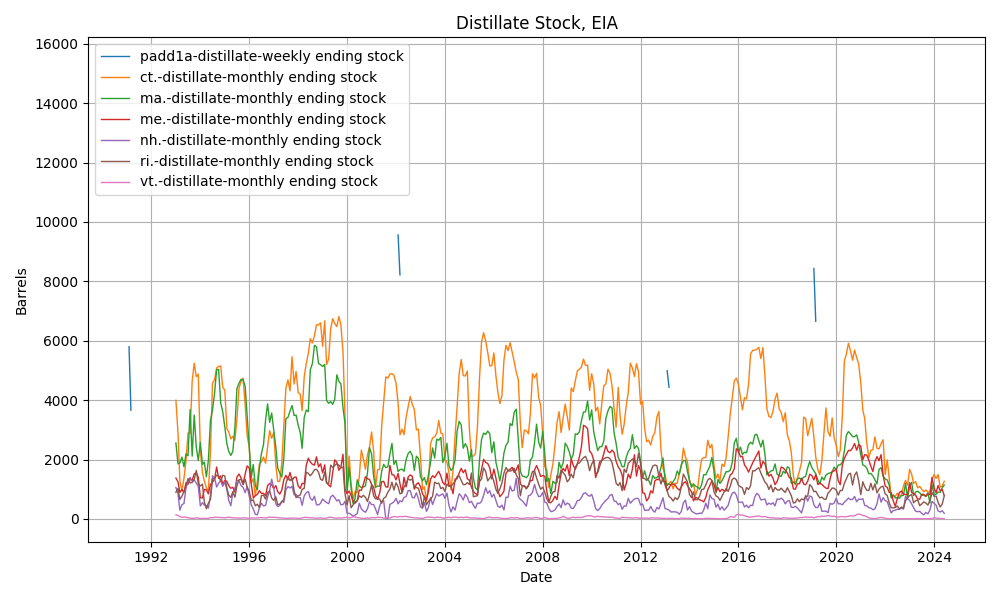 Distillate Stock, EIA
16000
14000
12000
10000
8000
6000
4000
2000
0
Barrels
padd1a-distillate-weekly ending stock
ct.-distillate-monthly ending stock
ma.-distillate-monthly ending stock
me.-distillate-monthly ending stock
nh.-distillate-monthly ending stock
ri.-distillate-monthly ending stock
vt.-distillate-monthly ending stock
1992 1996 2000 2004 2008 2012 2016 2020 2024
Date